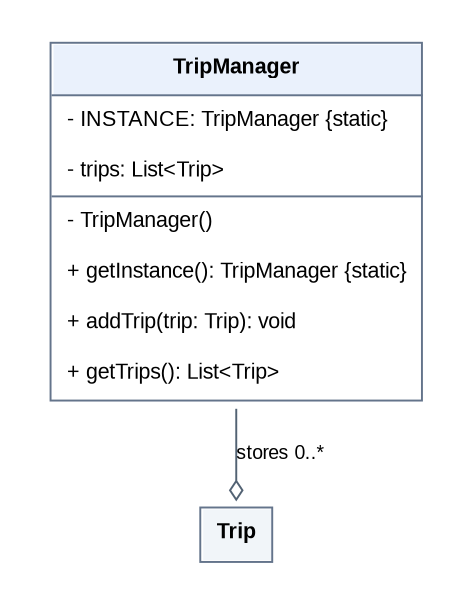 TripManager
- INSTANCE: TripManager {static}
- trips: List<Trip>
- TripManager()
+ getInstance(): TripManager {static}
+ addTrip(trip: Trip): void
+ getTrips(): List<Trip>
stores 0..*
Trip